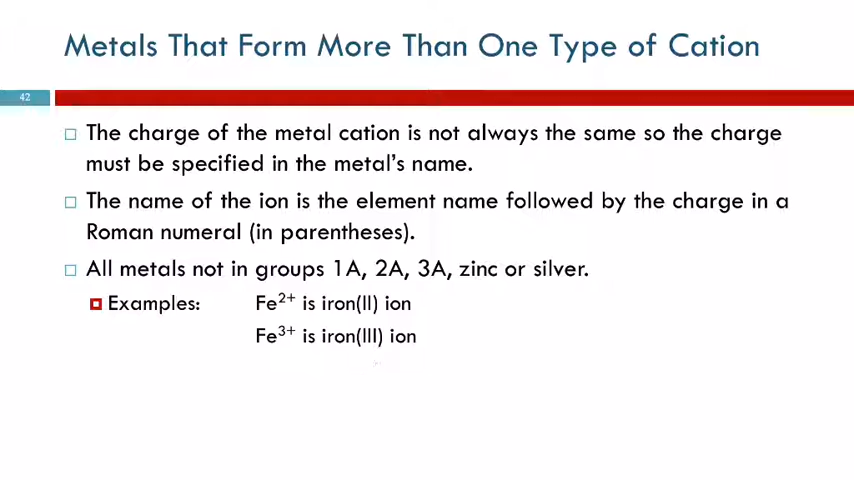 Metals That Form More Than One Type of Cation
42
The charge of the metal cation is not always the same so the charge
must be specified in the metal's name.
The name of the ion is the element name followed by the charge in a
Roman numeral (in parentheses).
All metals not in groups 1A, 2A, 3A, zinc or silver.
Examples: Fe²⁺ is iron(II) ion
Fe³⁺ is iron(III) ion